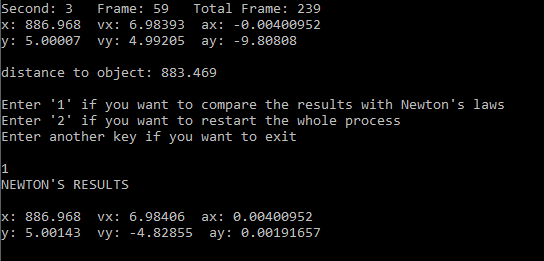 Second: 3   Frame: 59   Total Frame: 239
x: 886.968  vx: 6.98393  ax: -0.00400952
y: 5.00007  vy: 4.99205  ay: -9.80808
distance to object: 883.469
Enter '1' if you want to compare the results with Newton's laws
Enter '2' if you want to restart the whole process
Enter another key if you want to exit
1
NEWTON'S RESULTS
x: 886.968  vx: 6.98406  ax: 0.00400952
y: 5.00143  vy: -4.82855  ay: 0.00191657